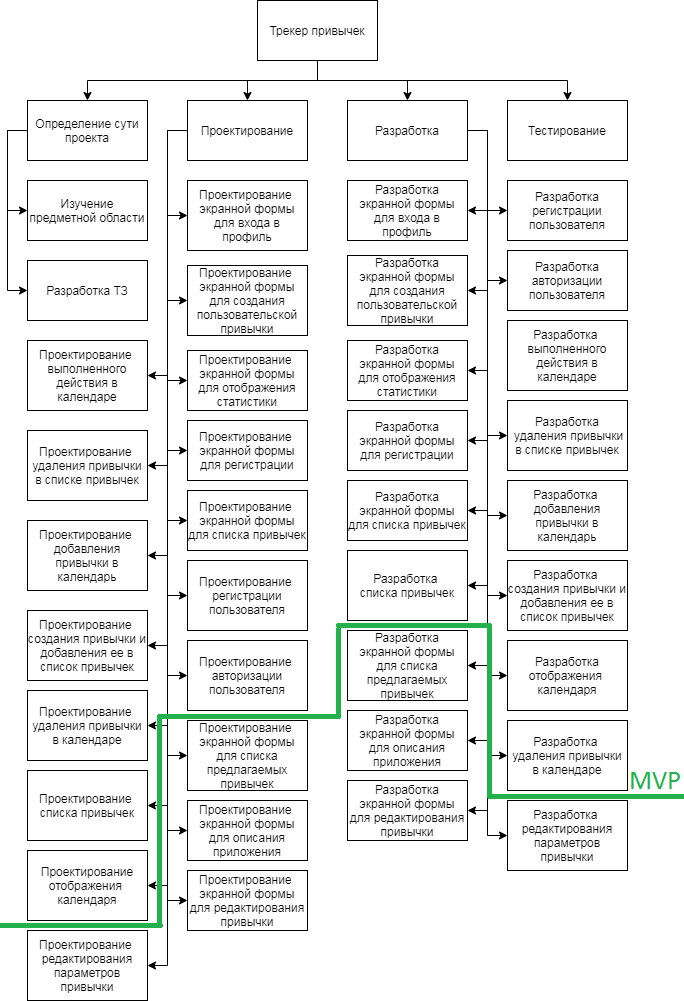 Трекер привычек
Определение сути
проекта
Проектирование
Разработка
Тестирование
Изучение
предметной области
Разработка ТЗ
Проектирование
выполненного
действия в
календаре
Проектирование
удаления привычки
в списке привычек
Проектирование
добавления
привычки в
календарь
Проектирование
создания привычки и
добавления ее в
список привычек
Проектирование
удаления привычки
в календаре
Проектирование
списка привычек
Проектирование
отображения
календаря
Проектирование
редактирования
параметров
привычки
Проектирование
экранной формы
для входа в
профиль
Проектирование
экранной формы
для создания
пользовательской
привычки
Проектирование
экранной формы
для отображения
статистики
Проектирование
экранной формы
для регистрации
Проектирование
экранной формы
для списка привычек
Проектирование
регистрации
пользователя
Проектирование
авторизации
пользователя
Проектирование
экранной формы
для списка
предлагаемых
привычек
Проектирование
экранной формы
для описания
приложения
Проектирование
экранной формы
для редактирования
привычки
Разработка
экранной формы
для входа в
профиль
Разработка
экранной формы
для создания
пользовательской
привычки
Разработка
экранной формы
для отображения
статистики
Разработка
экранной формы
для регистрации
Разработка
экранной формы
для списка привычек
Разработка
списка привычек
Разработка
экранной формы
для списка
предлагаемых
привычек
Разработка
экранной формы
для описания
приложения
Разработка
экранной формы
для редактирования
привычки
Разработка
регистрации
пользователя
Разработка
авторизации
пользователя
Разработка
выполненного
действия в
календаре
Разработка
удаления привычки
в списке привычек
Разработка
добавления
привычки в
календарь
Разработка
создания привычки и
добавления ее в
список привычек
Разработка
отображения
календаря
Разработка
удаления привычки
в календаре
MVP
Разработка
редактирования
параметров
привычки